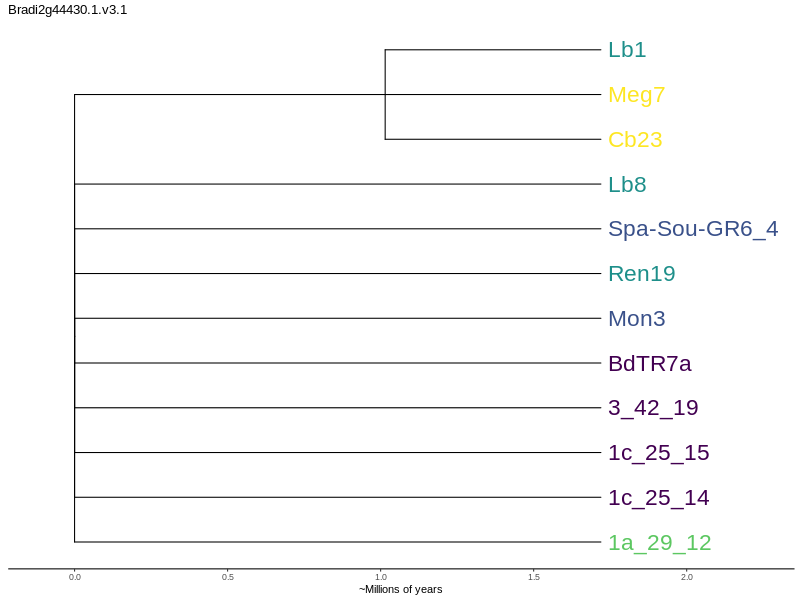 Bradi2g44430.1.v3.1
Lb1
Meg7
Cb23
Lb8
Spa-Sou-GR6_4
Ren19
Mon3
BdTR7a
3_42_19
1c_25_15
1c_25_14
1a_29_12
0.0 0.5 1.0 1.5 2.0
~Millions of years